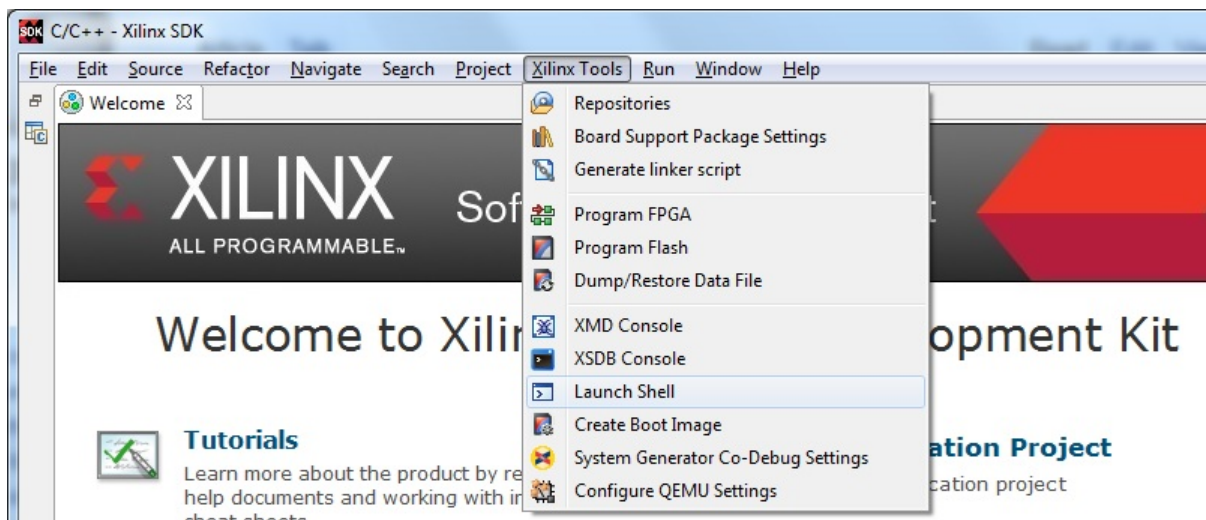 SDK C/C++ - Xilinx SDK
File Edit Source Refactor Navigate Search Project Xilinx Tools Run Window Help
Welcome
Repositories
Board Support Package Settings
Generate linker script
Program FPGA
Program Flash
Dump/Restore Data File
XMD Console
XSDB Console
Launch Shell
Create Boot Image
System Generator Co-Debug Settings
Configure QEMU Settings
XILINX
ALL PROGRAMMABLE™
Sof
t
Welcome to Xilin
opment Kit
Tutorials
Learn more about the product by re
help documents and working with in
ation Project
cation project